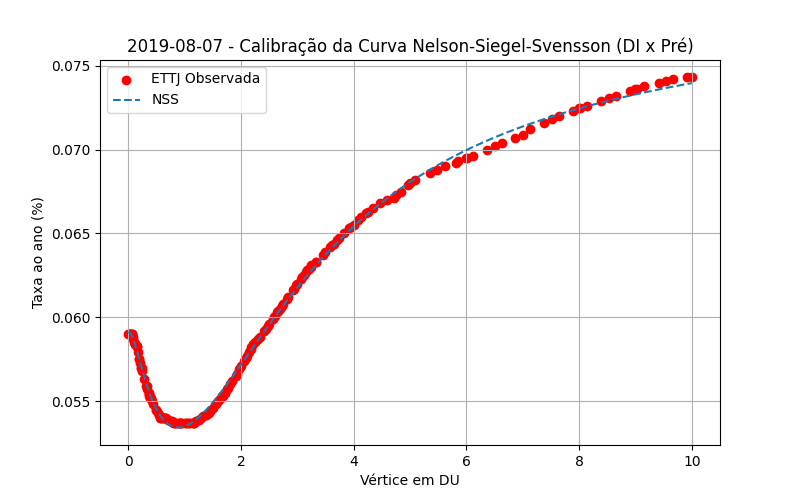 2019-08-07 - Calibração da Curva Nelson-Siegel-Svensson (DI x Pré)
ETTJ Observada
NSS
Taxa ao ano (%)
0.075
0.070
0.065
0.060
0.055
0
2
4
6
8
10
Vértice em DU